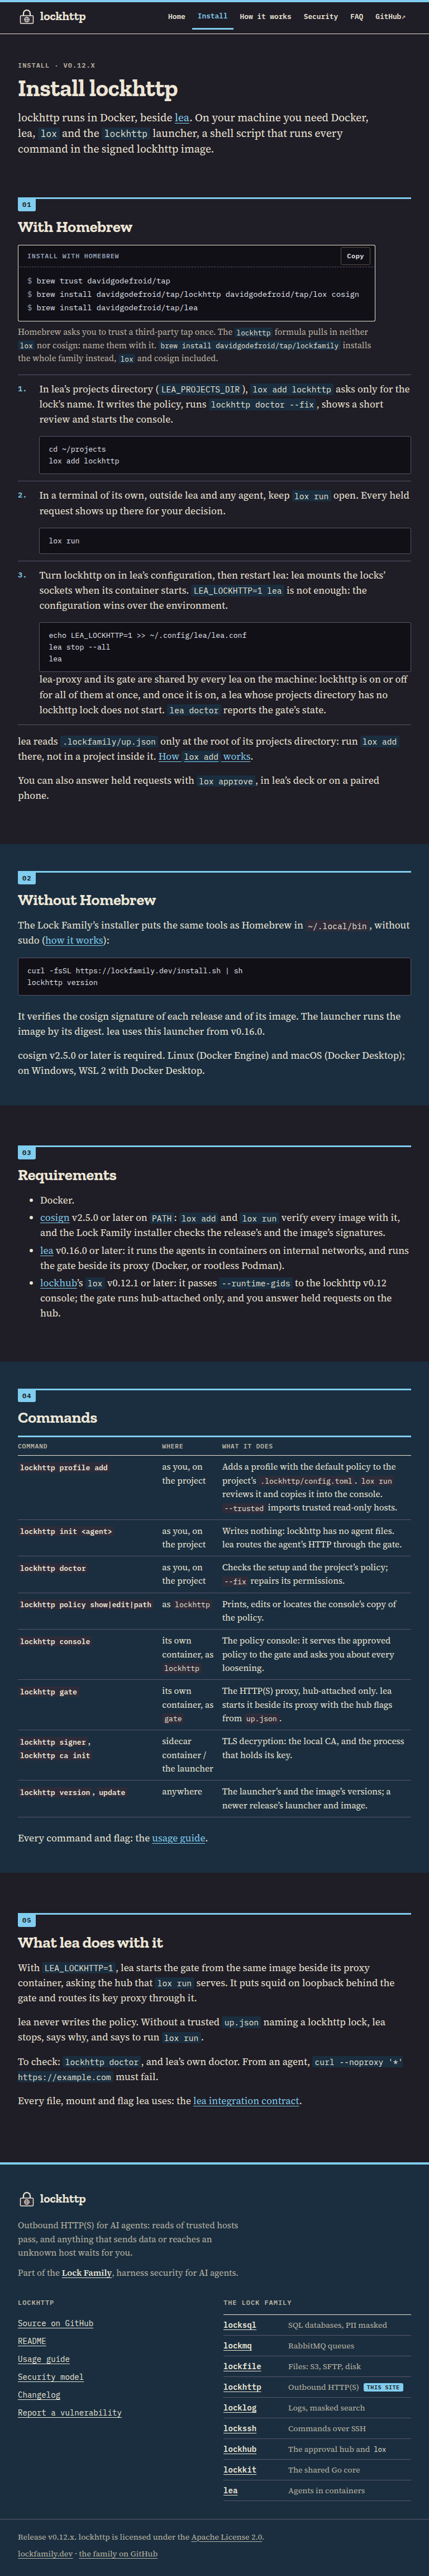 lockhttp
Home Install How it works Security FAQ GitHub↗
INSTALL · V0.12.X
Install lockhttp
lockhttp runs in Docker, beside lea. On your machine you need Docker,
lea, lox and the lockhttp launcher, a shell script that runs every
command in the signed lockhttp image.
01
With Homebrew
INSTALL WITH HOMEBREW
Copy
$ brew trust davidgodefroid/tap
$ brew install davidgodefroid/tap/lockhttp davidgodefroid/tap/lox cosign
$ brew install davidgodefroid/tap/lea
Homebrew asks you to trust a third-party tap once. The lockhttp formula pulls in neither
lox nor cosign: name them with it. brew install davidgodefroid/tap/lockfamily installs
the whole family instead, lox and cosign included.
1. In lea's projects directory (LEA_PROJECTS_DIR), lox add lockhttp asks only for the
lock's name. It writes the policy, runs lockhttp doctor --fix, shows a short
review and starts the console.
cd ~/projects
lox add lockhttp
2. In a terminal of its own, outside lea and any agent, keep lox run open. Every held
request shows up there for your decision.
lox run
3. Turn lockhttp on in lea's configuration, then restart lea: lea mounts the locks'
sockets when its container starts. LEA_LOCKHTTP=1 lea is not enough: the
configuration wins over the environment.
echo LEA_LOCKHTTP=1 >> ~/.config/lea/lea.conf
lea stop --all
lea
lea-proxy and its gate are shared by every lea on the machine: lockhttp is on or off
for all of them at once, and once it is on, a lea whose projects directory has no
lockhttp lock does not start. lea doctor reports the gate's state.
lea reads .lockfamily/up.json only at the root of its projects directory: run lox add
there, not in a project inside it. How lox add works.
You can also answer held requests with lox approve, in lea's deck or on a paired
phone.
02
Without Homebrew
The Lock Family's installer puts the same tools as Homebrew in ~/.local/bin, without
sudo (how it works):
curl -fsSL https://lockfamily.dev/install.sh | sh
lockhttp version
It verifies the cosign signature of each release and of its image. The launcher runs the
image by its digest. lea uses this launcher from v0.16.0.
cosign v2.5.0 or later is required. Linux (Docker Engine) and macOS (Docker Desktop);
on Windows, WSL 2 with Docker Desktop.
03
Requirements
• Docker.
• cosign v2.5.0 or later on PATH: lox add and lox run verify every image with it,
and the Lock Family installer checks the release's and the image's signatures.
• lea v0.16.0 or later: it runs the agents in containers on internal networks, and runs
the gate beside its proxy (Docker, or rootless Podman).
• lockhub's lox v0.12.1 or later: it passes --runtime-gids to the lockhttp v0.12
console; the gate runs hub-attached only, and you answer held requests on the
hub.
04
Commands
COMMAND WHERE WHAT IT DOES
lockhttp profile add as you, on Adds a profile with the default policy to the
the project project's .lockhttp/config.toml. lox run
reviews it and copies it into the console.
--trusted imports trusted read-only hosts.
lockhttp init <agent> as you, on Writes nothing: lockhttp has no agent files.
the project lea routes the agent's HTTP through the gate.
lockhttp doctor as you, on Checks the setup and the project's policy;
the project --fix repairs its permissions.
lockhttp policy show|edit|path as lockhttp Prints, edits or locates the console's copy of
the policy.
lockhttp console its own The policy console: it serves the approved
container, as policy to the gate and asks you about every
lockhttp loosening.
lockhttp gate its own The HTTP(S) proxy, hub-attached only. lea
container, as starts it beside its proxy with the hub flags
gate from up.json.
lockhttp signer, sidecar TLS decryption: the local CA, and the process
lockhttp ca init container / that holds its key.
the launcher
lockhttp version, update anywhere The launcher's and the image's versions; a
newer release's launcher and image.
Every command and flag: the usage guide.
05
What lea does with it
With LEA_LOCKHTTP=1, lea starts the gate from the same image beside its proxy
container, asking the hub that lox run serves. It puts squid on loopback behind the
gate and routes its key proxy through it.
lea never writes the policy. Without a trusted up.json naming a lockhttp lock, lea
stops, says why, and says to run lox run.
To check: lockhttp doctor, and lea's own doctor. From an agent, curl --noproxy '*'
https://example.com must fail.
Every file, mount and flag lea uses: the lea integration contract.
lockhttp
Outbound HTTP(S) for AI agents: reads of trusted hosts
pass, and anything that sends data or reaches an
unknown host waits for you.
Part of the Lock Family, harness security for AI agents.
LOCKHTTP
Source on GitHub
README
Usage guide
Security model
Changelog
Report a vulnerability
THE LOCK FAMILY
locksql SQL databases, PII masked
lockmq RabbitMQ queues
lockfile Files: S3, SFTP, disk
lockhttp Outbound HTTP(S) THIS SITE
locklog Logs, masked search
lockssh Commands over SSH
lockhub The approval hub and lox
lockkit The shared Go core
lea Agents in containers
Release v0.12.x. lockhttp is licensed under the Apache License 2.0.
lockfamily.dev · the family on GitHub